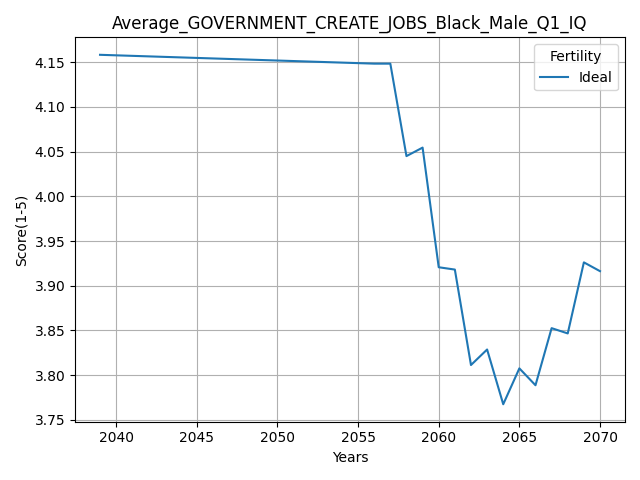 Average_GOVERNMENT_CREATE_JOBS_Black_Male_Q1_IQ
Fertility
Ideal
4.15
4.10
4.05
4.00
3.95
3.90
3.85
3.80
3.75
Score(1-5)
2040 2045 2050 2055 2060 2065 2070
Years